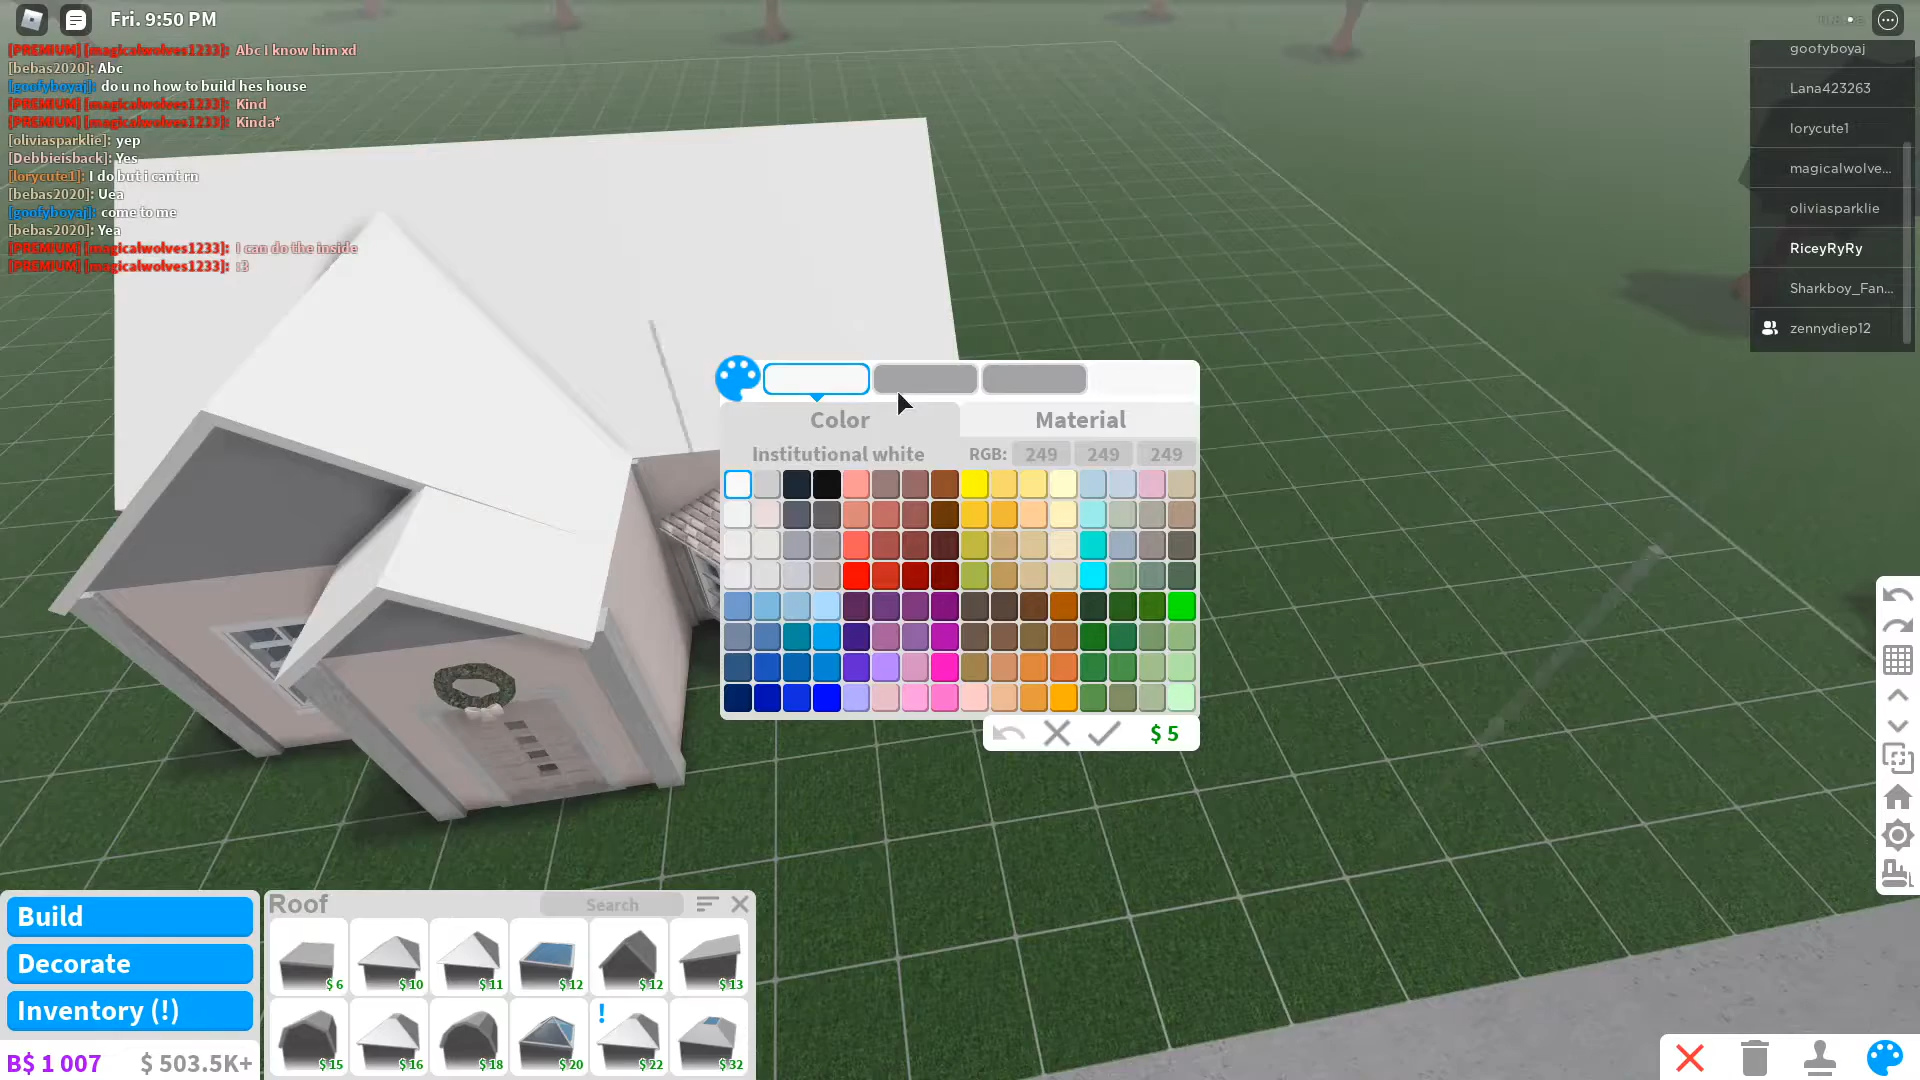 Fri. 9:50 PM
[PREMIUM] [magicalwolves1233]: Abc I know him xd
[bebas2020]: Abc
[goofyboyaj]: do u no how to build hes house
[PREMIUM] [magicalwolves1233]: Kind
[PREMIUM] [magicalwolves1233]: Kinda*
[oliviasparklie]: yep
[Debbieisback]: Yes
[lorycute1]: I do but i cant rn
[bebas2020]: Uea
[goofyboyaj]: come to me
[bebas2020]: Yea
[PREMIUM] [magicalwolves1233]: I can do the inside
[PREMIUM] [magicalwolves1233]: :3
goofyboyaj
Lana423263
lorycute1
magicalwolve...
oliviasparklie
RiceyRyRy
Sharkboy_Fan...
zennydiep12
Color
Material
Institutional white
RGB: 249 249 249
$ 5
Build
Decorate
Inventory (!)
B$ 1 007 $ 503.5K+
Roof
Search
$ 6 $ 10 $ 11 $ 12 $ 12 $ 13
!
$ 15 $ 16 $ 18 $ 20 $ 22 $ 32